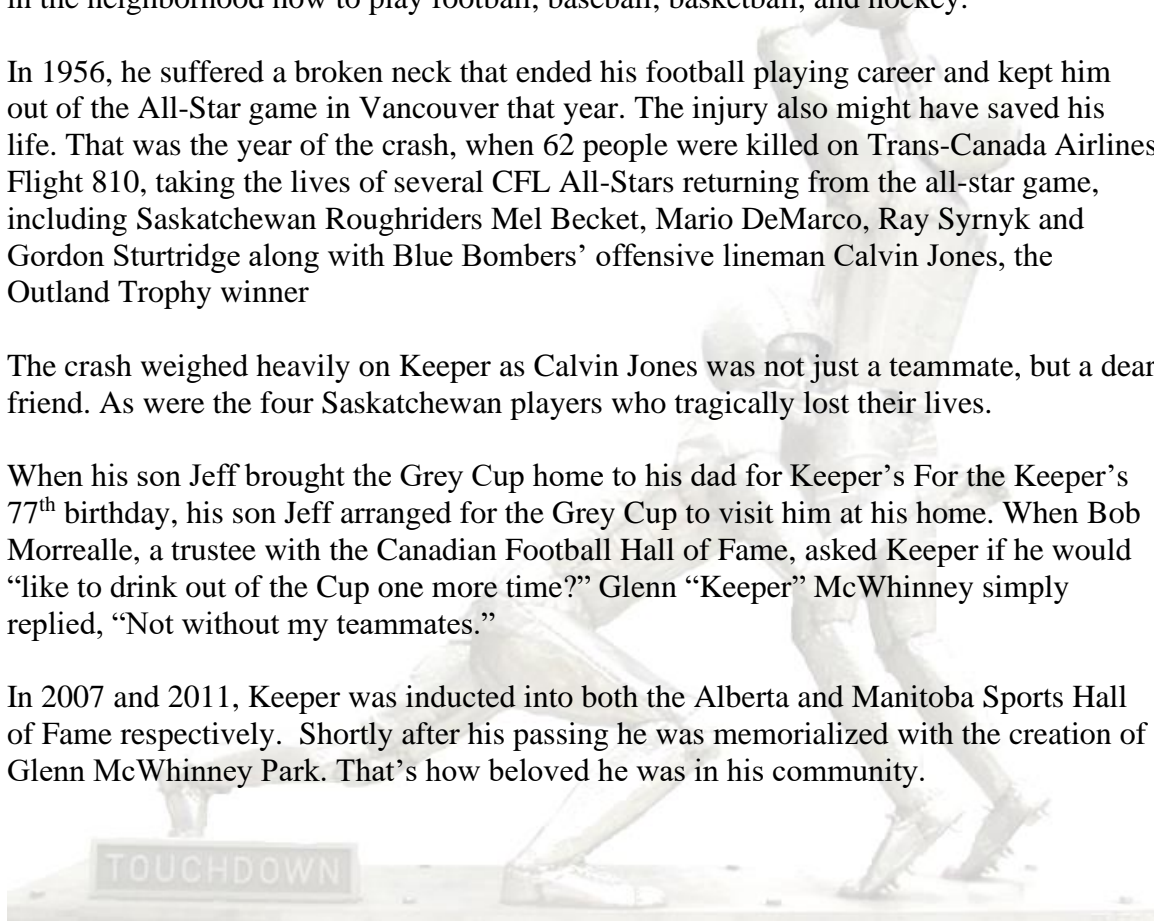 in the neighborhood how to play football, baseball, basketball, and hockey.
In 1956, he suffered a broken neck that ended his football playing career and kept him
out of the All-Star game in Vancouver that year. The injury also might have saved his
life. That was the year of the crash, when 62 people were killed on Trans-Canada Airlines
Flight 810, taking the lives of several CFL All-Stars returning from the all-star game,
including Saskatchewan Roughriders Mel Becket, Mario DeMarco, Ray Syrnyk and
Gordon Sturtridge along with Blue Bombers’ offensive lineman Calvin Jones, the
Outland Trophy winner
The crash weighed heavily on Keeper as Calvin Jones was not just a teammate, but a dear
friend. As were the four Saskatchewan players who tragically lost their lives.
When his son Jeff brought the Grey Cup home to his dad for Keeper’s For the Keeper’s
77th birthday, his son Jeff arranged for the Grey Cup to visit him at his home. When Bob
Morrealle, a trustee with the Canadian Football Hall of Fame, asked Keeper if he would
“like to drink out of the Cup one more time?” Glenn “Keeper” McWhinney simply
replied, “Not without my teammates.”
In 2007 and 2011, Keeper was inducted into both the Alberta and Manitoba Sports Hall
of Fame respectively.  Shortly after his passing he was memorialized with the creation of
Glenn McWhinney Park. That’s how beloved he was in his community.
TOUCHDOWN